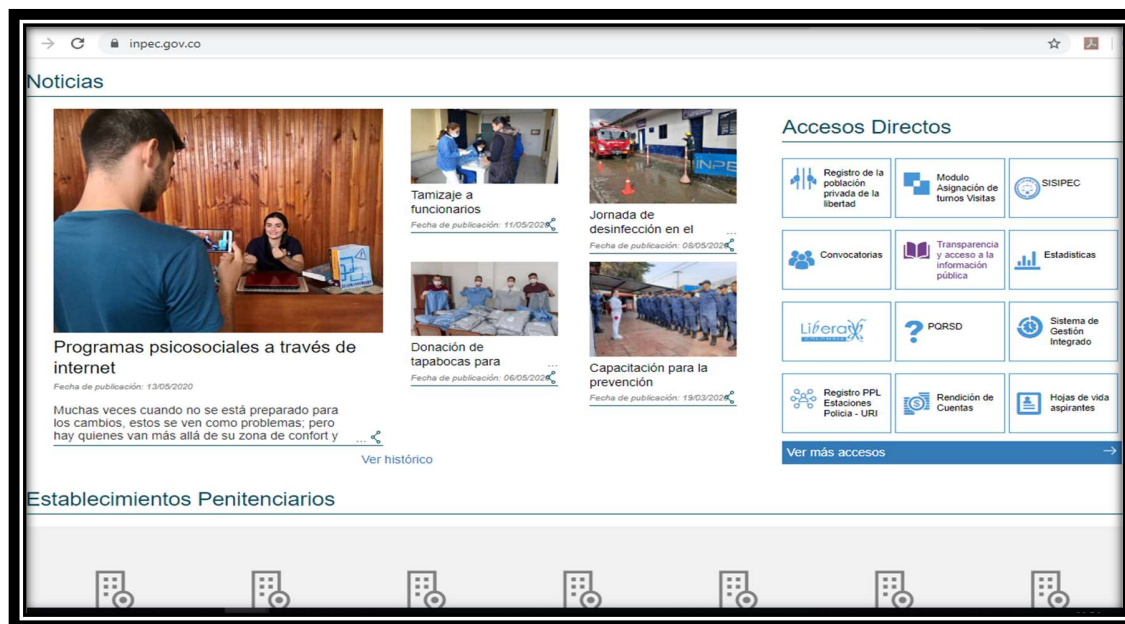 inpec.gov.co
Noticias
Programas psicosociales a través de
internet
Fecha de publicación: 13/05/2020
Muchas veces cuando no se está preparado para
los cambios, estos se ven como problemas; pero
hay quienes van más allá de su zona de confort y ...
Tamizaje a
funcionarios
Fecha de publicación: 11/05/2020
INPE
Jornada de
desinfección en el ...
Fecha de publicación: 08/05/2020
Donación de
tapabocas para ...
Fecha de publicación: 06/05/2020
Capacitación para la
prevención
Fecha de publicación: 19/03/2020
Ver histórico
Accesos Directos
Registro de la
población
privada de la
libertad
Modulo
Asignación de
turnos Visitas
SISIPEC
Convocatorias
Transparencia
y acceso a la
información
pública
Estadisticas
Libera
COLOMBIA
PQRSD
Sistema de
Gestión
Integrado
Registro PPL
Estaciones
Policia - URI
Rendición de
Cuentas
Hojas de vida
aspirantes
Ver más accesos
Establecimientos Penitenciarios